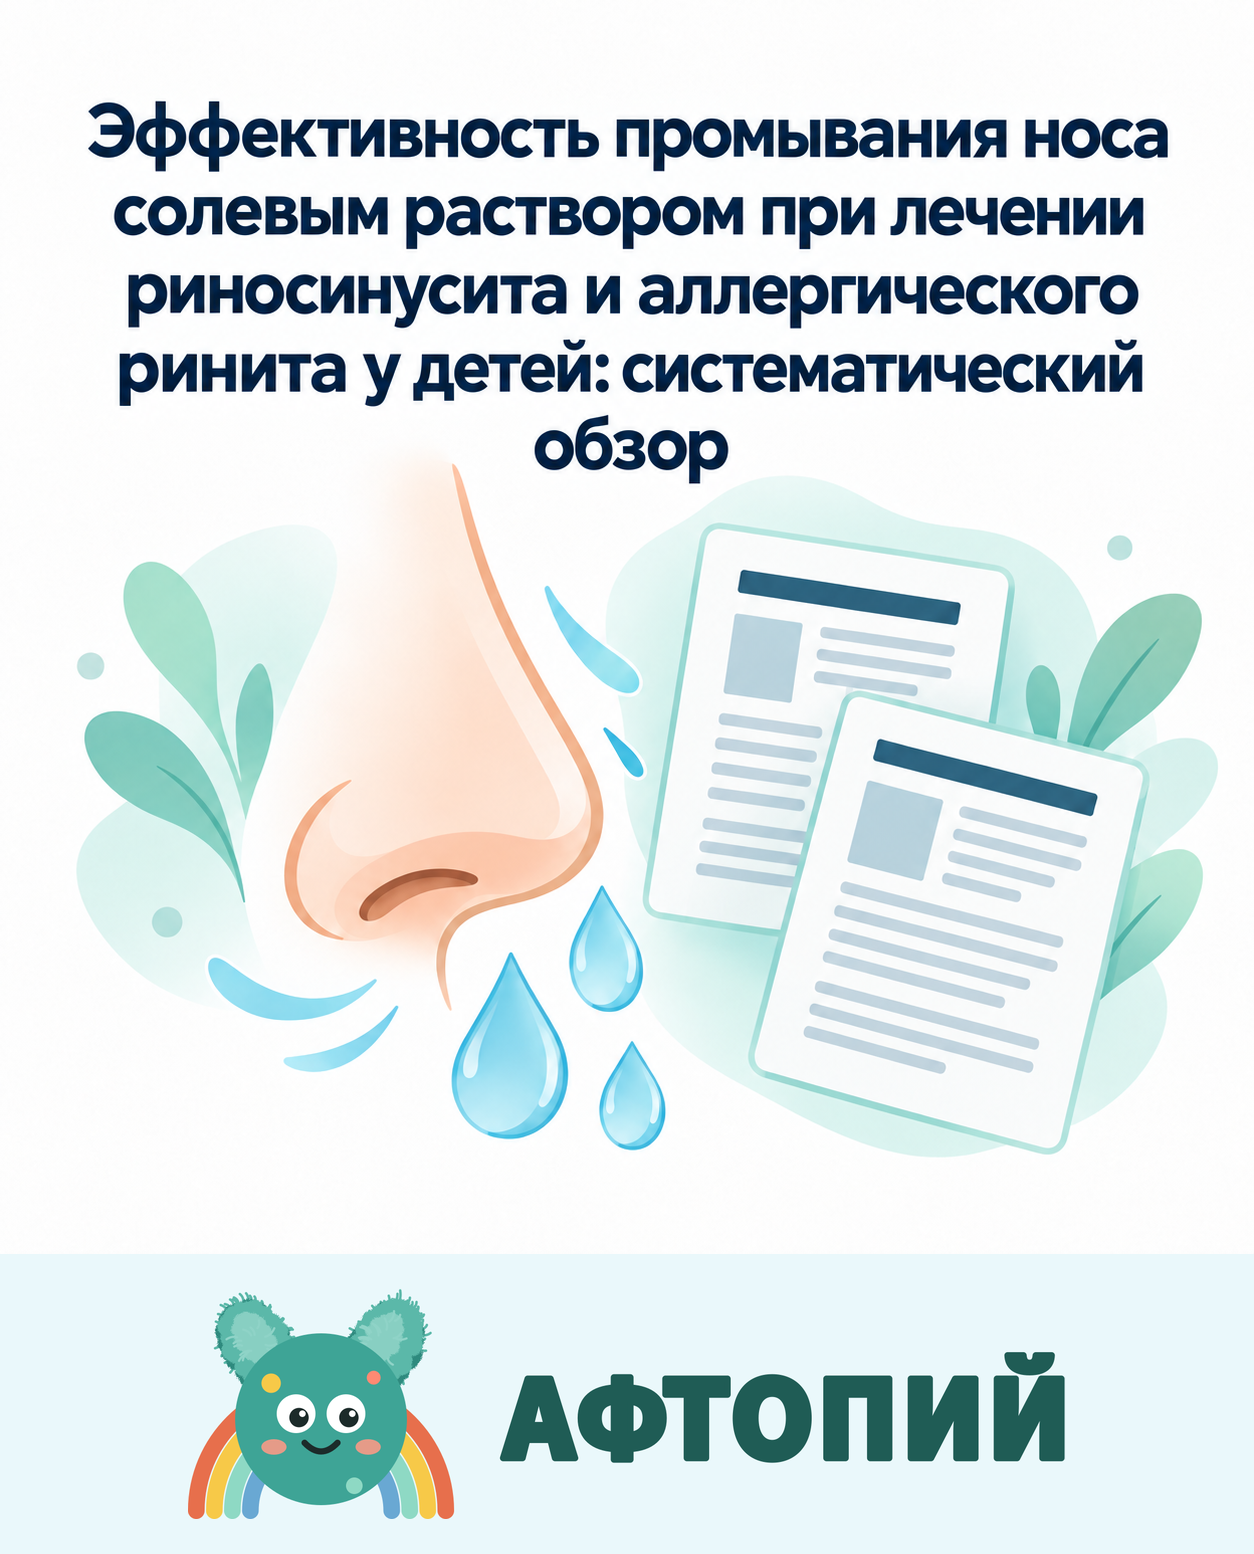 Эффективность промывания носа
солевым раствором при лечении
риносинусита и аллергического
ринита у детей: систематический
обзор
АФТОПИЙ